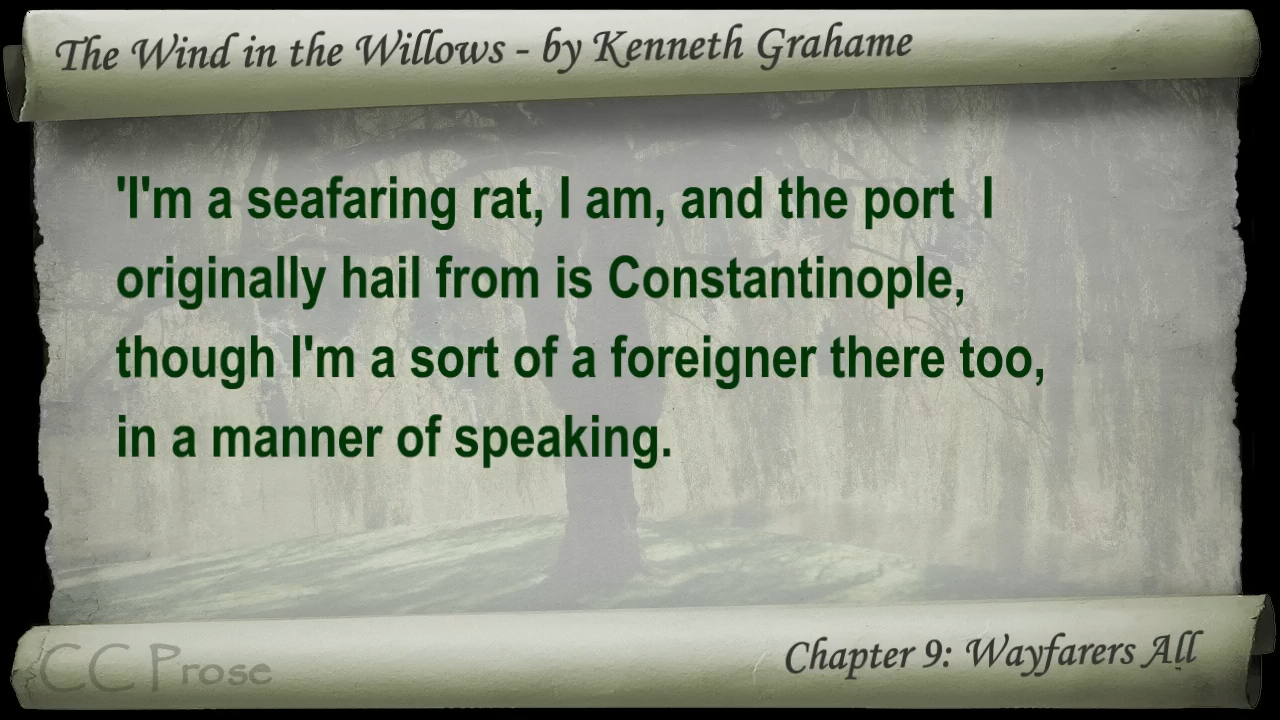 The Wind in the Willows - by Kenneth Grahame
'I'm a seafaring rat, I am, and the port  I
originally hail from is Constantinople,
though I'm a sort of a foreigner there too,
in a manner of speaking.
CC Prose
Chapter 9: Wayfarers All